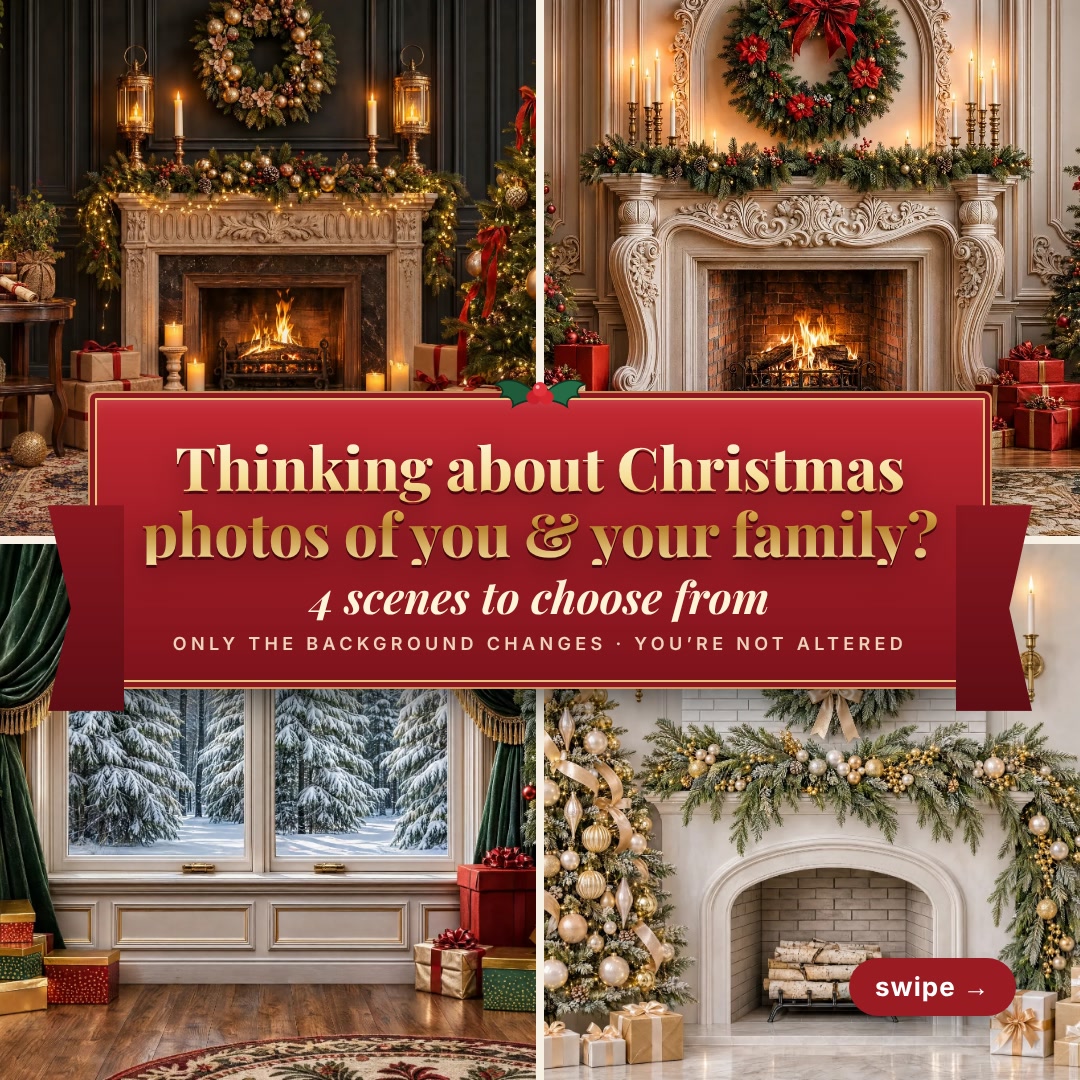 Thinking about Christmas
photos of you & your family?
4 scenes to choose from
ONLY THE BACKGROUND CHANGES · YOU’RE NOT ALTERED
swipe →